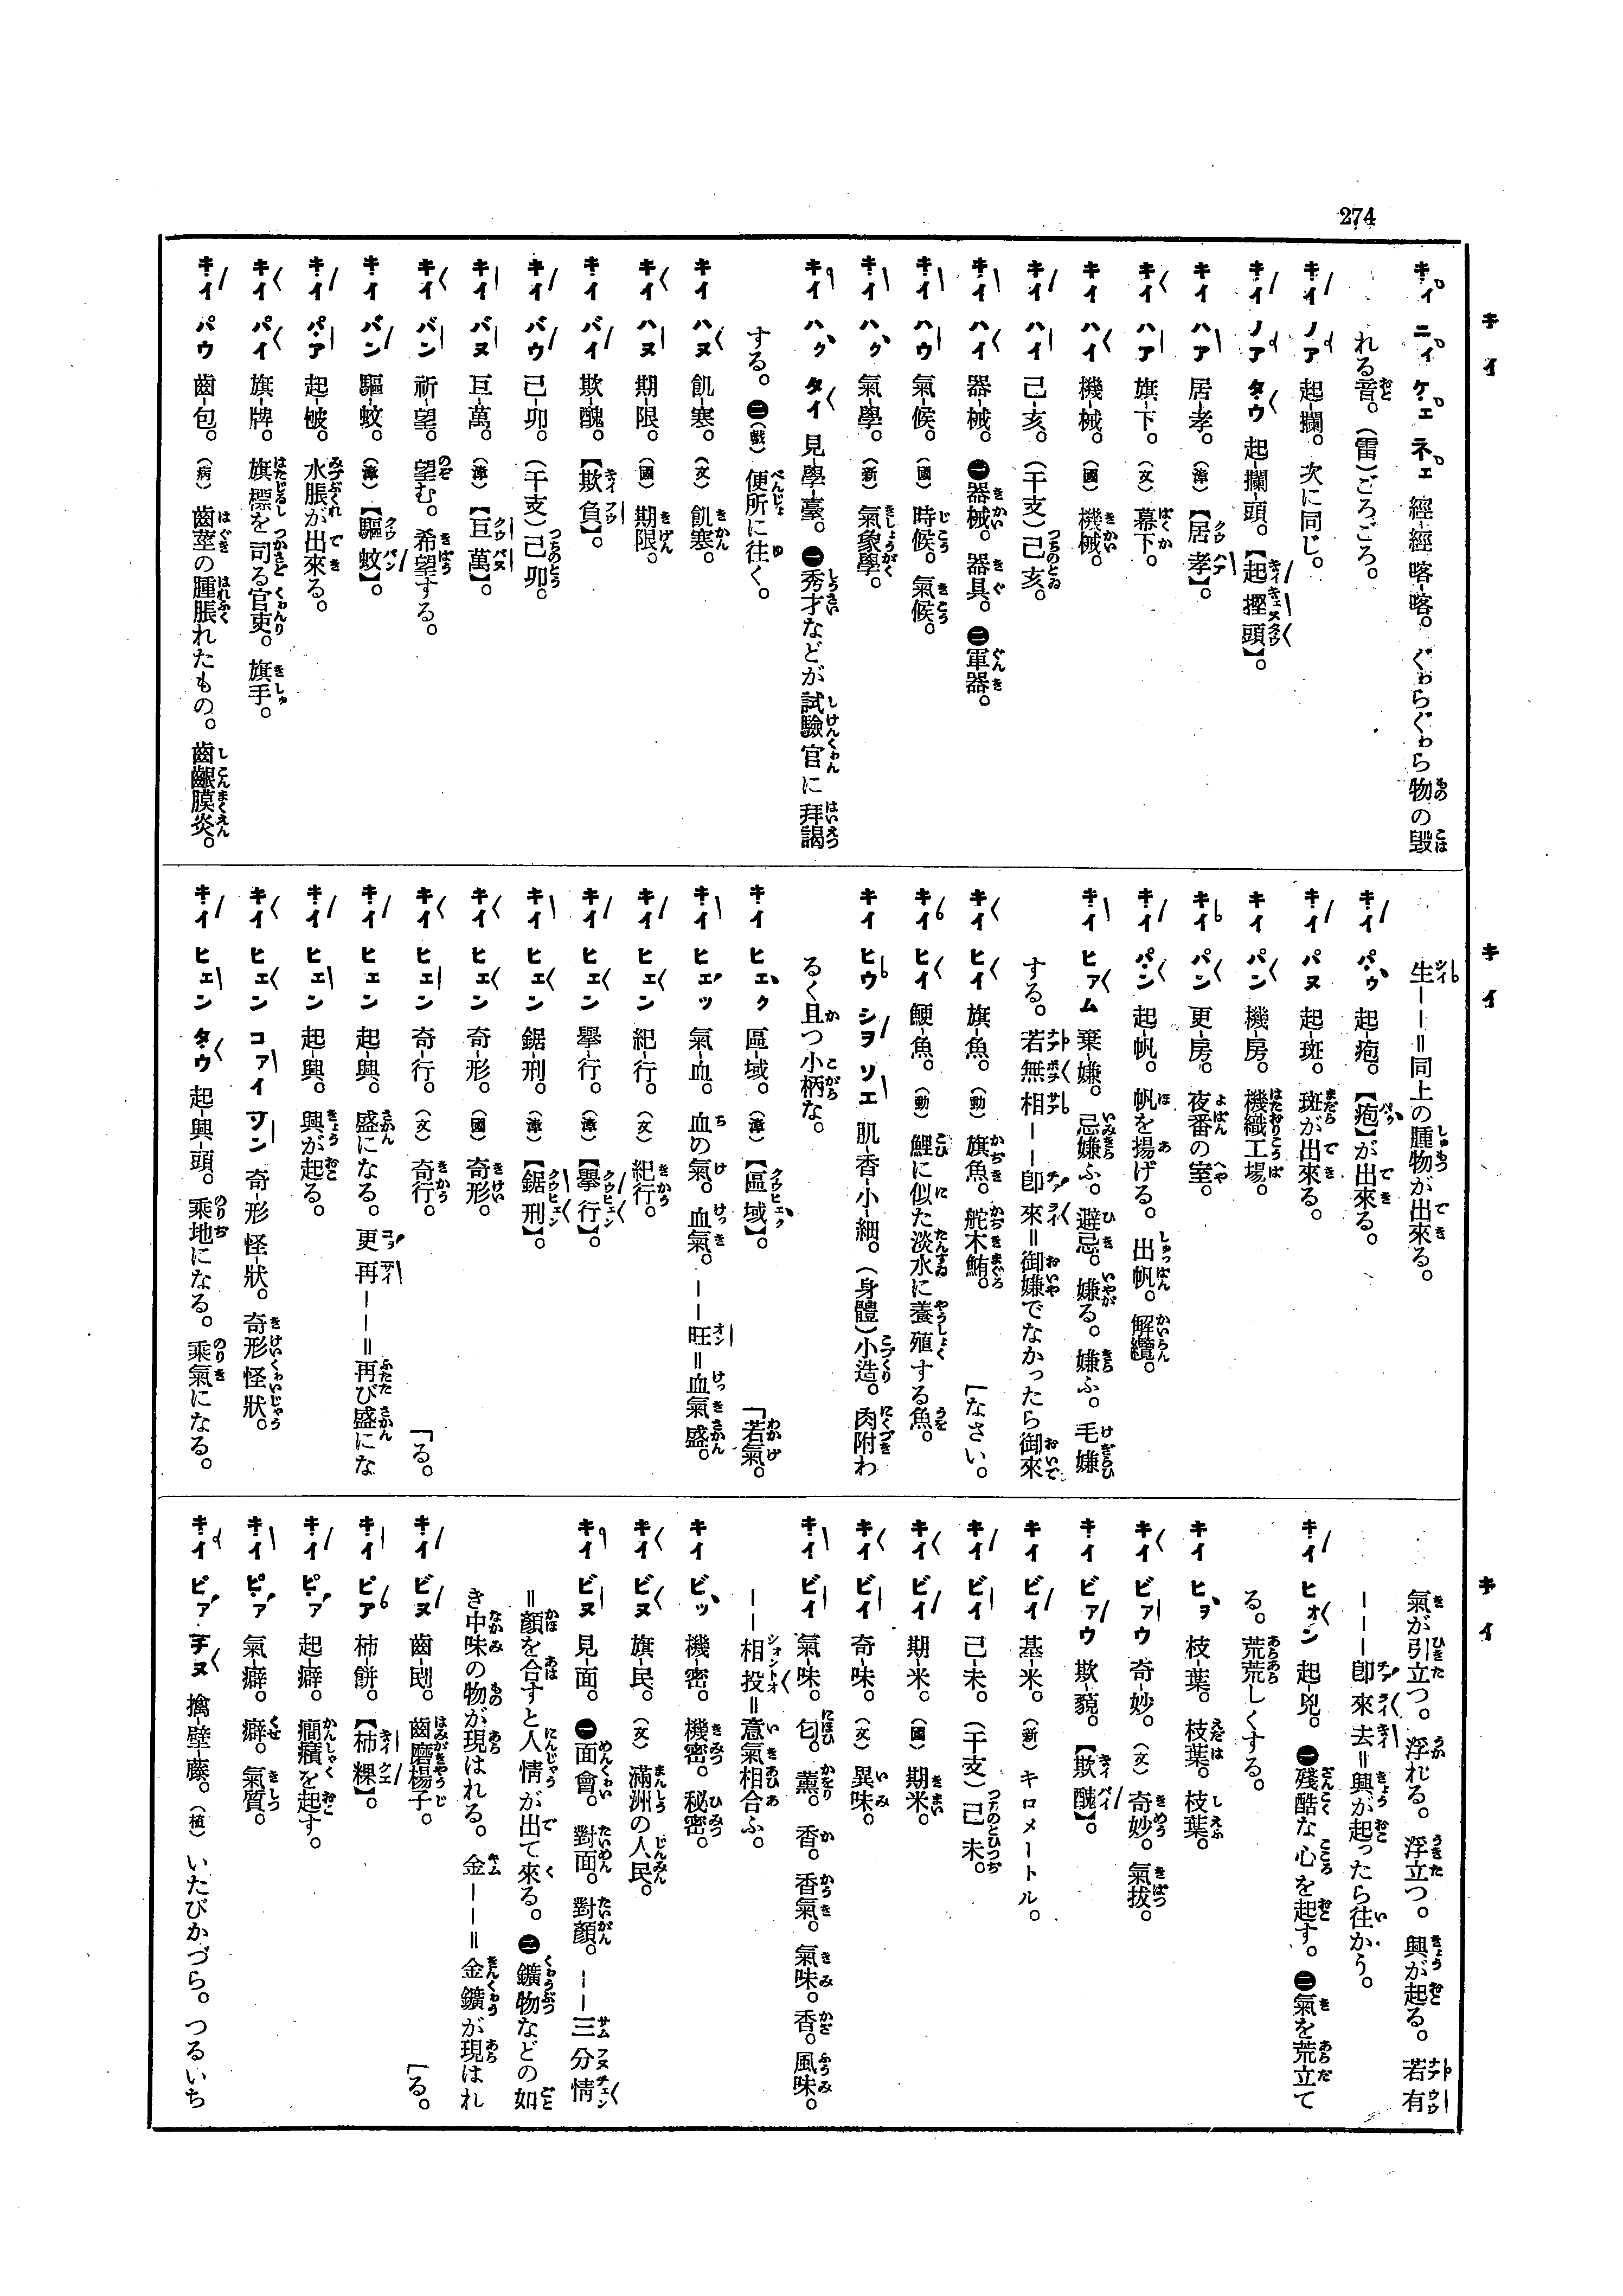 274
キイ
キイ ニイ ケエ ネエ 經-經 喀-喀。 ぐゎらぐゎら物の毀
れる音。（雷）ごろごろ。
キイ ノア 起-攔。 次に同じ。
キイ ノア タウ 起-攔-頭。【起摼頭】。
キイ ハア 居-孝。（漳）【居孝】。
キイ ハア 旗-下。（文）幕下。
キイ ハイ 機-械。（國）機械。
キイ ハイ 己-亥。（干支）己亥。
キイ ハイ 器-械。 ㊀器械。器具。㊁軍器。
キイ ハウ 氣-候。（國）時候。氣候。
キイ ハク 氣-學。（新）氣象學。
キイ ハク タイ 見-學-臺。 ㊀秀才などが試驗官に拜謁
する。㊁（戲）便所に往く。
キイ ハヌ 飢-寒。（文）飢寒。
キイ ハヌ 期-限。（國）期限。
キイ バイ 欺-醜。【欺負】。
キイ バウ 己-卯。（干支）己卯。
キイ バヌ 亘-萬。（漳）【亘萬】。
キイ バン 祈-望。 望む。希望する。
キイ バン 驅-蚊。（漳）【驅蚊】。
キイ パア 起- 。 水脹が出來る。
キイ パイ 旗-牌。 旗標を司る官吏。旗手。
キイ パウ 齒-包。（病）齒莖の腫脹れたもの。齒齦膜炎。
キイ
生――＝同上の腫物が出來る。
キイ パウ 起-疱。【疱】が出來る。
キイ パヌ 起-斑。 斑が出來る。
キイ パン 機-房。 機織工場。
キイ パン 更-房。 夜番の室。
キイ パン 起-帆。 帆を揚げる。出帆。解纜。
キイ ヒアム 棄-嫌。 忌嫌ふ。避忌。嫌る。嫌ふ。毛嫌
する。若無相――卽來＝御嫌でなかったら御來
「なさい。
キイ ヒイ 旗-魚。（動）旗魚。舵木鮪。
キイ ヒイ 鯁-魚。（動）鯉に似た淡水に養殖する魚。
キイ ヒウ シヲ ソエ 肌-香-小-細。（身體）小造。肉附わ
るく且つ小柄な。
キイ ヒエク 區-域。（漳）【區域】。
キイ ヒエッ 氣-血。 血の氣。血氣。――旺＝血氣盛。
「若氣。
キイ ヒエン 紀-行。（文）紀行。
キイ ヒエン 擧-行。（漳）【擧行】。
キイ ヒエン 鋸-刑。（漳）【鋸刑】。
キイ ヒエン 奇-形。（國）奇形。
キイ ヒエン 奇-行。（文）奇行。
キイ ヒエン 起-興。 盛になる。更再――＝再び盛にな
「る。
キイ ヒエン 起-興。 興が起る。
キイ ヒエン コアイ ツン 奇-形 怪-狀。奇形怪狀。
キイ ヒエン タウ 起-興-頭。乘地になる。乘氣になる。
キイ
氣が引立つ。浮れる。浮立つ。興が起る。若有
―――卽來去＝興が起ったら往かう。
キイ ヒオン 起-兇。 ㊀殘酷な心を起す。㊁氣を荒立て
る。荒荒しくする。
キイ ヒヲ 枝-葉。 枝葉。枝葉。
キイ ビアウ 奇-妙。（文）奇妙。氣拔。
キイ ビアウ 欺-藐。【欺醜】。
キイ ビイ 基-米。（新）キロメートル。
キイ ビイ 己-未。（干支）己未。
キイ ビイ 期-米。（國）期米。
キイ ビイ 奇-味。（文）異味。
キイ ビイ 氣-味。 匂。薰。香。香氣。氣味。香。風味。
――相投＝意氣相合ふ。
キイ ビッ 機-密。 機密。秘密。
キイ ビヌ 旗-民。（文）滿洲の人民。
キイ ビヌ 見-面。 ㊀面會。對面。對顏。――三分情
＝顏を合すと人情が出て來る。㊁鑛物などの如
き中味の物が現はれる。金――＝金鑛が現はれ
「る。
キイ ビヌ 齒-刡。 齒磨楊子。
キイ ピア 柿-餅。【柿粿】。
キイ ピア 起-癖。 癇癪を起す。
キイ ピア 氣-癖。 癖。氣質。
キイ ピア チヌ 擒-壁-藤。（植）いたびかづら。つるいち